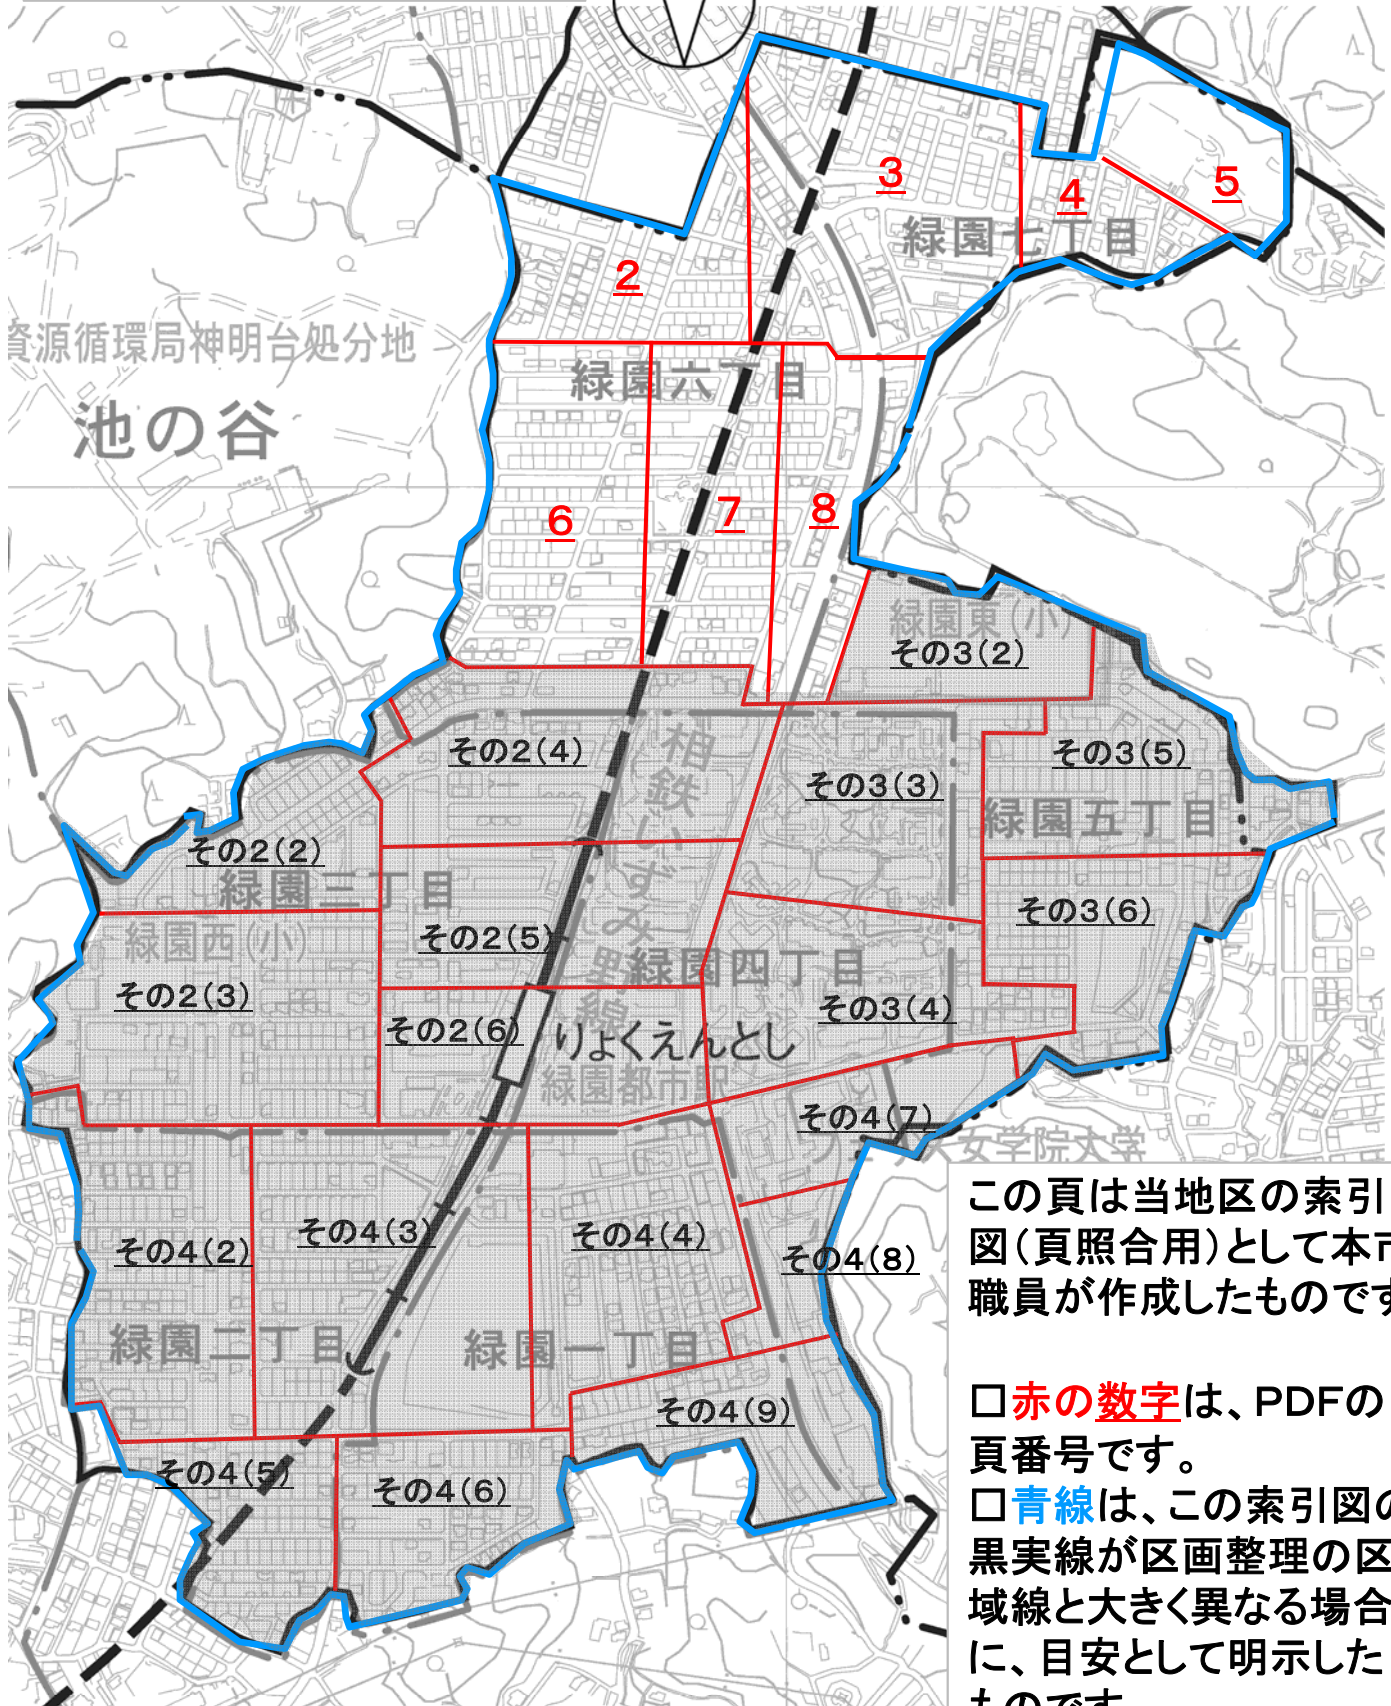 3
5
4
緑園七丁目
2
資源循環局神明台処分地
緑園六丁目
池の谷
6
7
8
緑園東(小)
その3(2)
相鉄いずみ野線
その2(4)
その3(3)
その3(5)
緑園五丁目
その2(2)
緑園三丁目
その3(6)
緑園西(小)
その2(5)
緑園四丁目
その2(3)
その3(4)
その2(6)
りょくえんとし
緑園都市駅
その4(7)
女学院大学
その4(2)
その4(3)
その4(4)
その4(8)
緑園二丁目
緑園一丁目
その4(9)
その4(5)
その4(6)
この頁は当地区の索引
図(頁照合用)として本市
職員が作成したものです
□赤の数字は、PDFの
頁番号です。
□青線は、この索引図の
黒実線が区画整理の区
域線と大きく異なる場合
に、目安として明示した
ものです